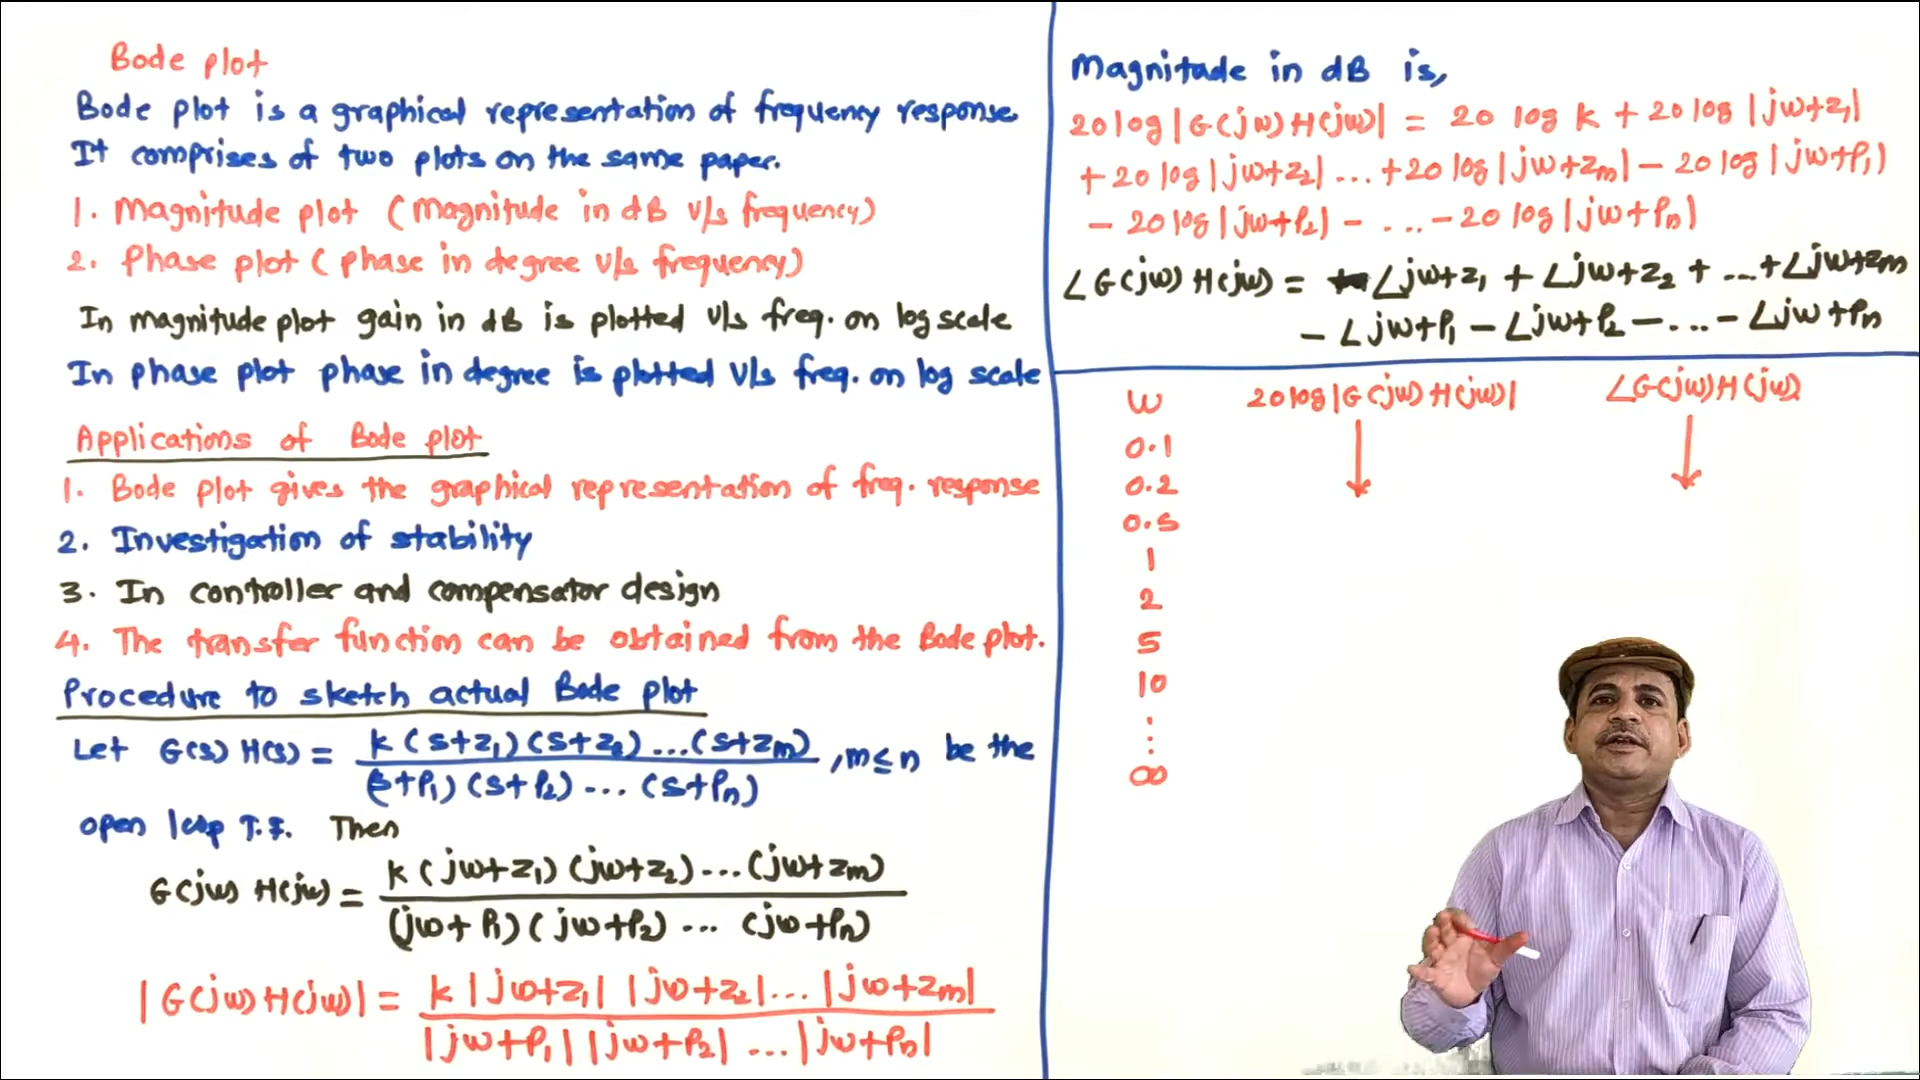 Bode plot
Bode plot is a graphical representation of frequency response.
It comprises of two plots on the same paper.
1. Magnitude plot (Magnitude in dB v/s frequency)
2. Phase plot (Phase in degree v/s frequency)
In magnitude plot gain in dB is plotted v/s freq. on log scale
In phase plot phase in degree is plotted v/s freq. on log scale
Applications of Bode plot
1. Bode plot gives the graphical representation of freq. response
2. Investigation of stability
3. In controller and compensator design
4. The transfer function can be obtained from the Bode plot.
Procedure to sketch actual Bode plot
Let G(s) H(s) = K(s+z₁)(s+z₂)...(s+zm) / (s+P₁)(s+P₂)...(s+Pn) , m≤n be the
open loop T.F. Then
G(jω) H(jω) = K(jω+z₁)(jω+z₂)...(jω+zm) / (jω+P₁)(jω+P₂)...(jω+Pn)
|G(jω) H(jω)| = K|jω+z₁| |jω+z₂|...|jω+zm| / |jω+P₁| |jω+P₂| ...|jω+Pn|
Magnitude in dB is,
20 log |G(jω) H(jω)| = 20 log K + 20 log |jω+z₁|
+ 20 log |jω+z₂| ... +20 log |jω+zm| - 20 log |jω+P₁|
- 20 log |jω+P₂| - ... - 20 log |jω+Pn|
∠G(jω) H(jω) = ∠jω+z₁ + ∠jω+z₂ + ...+∠jω+zm
- ∠jω+P₁ - ∠jω+P₂ - ... - ∠jω+Pn
ω 20 log |G(jω) H(jω)| ∠G(jω) H(jω)
0.1
0.2
0.5
1
2
5
10
⋮
∞